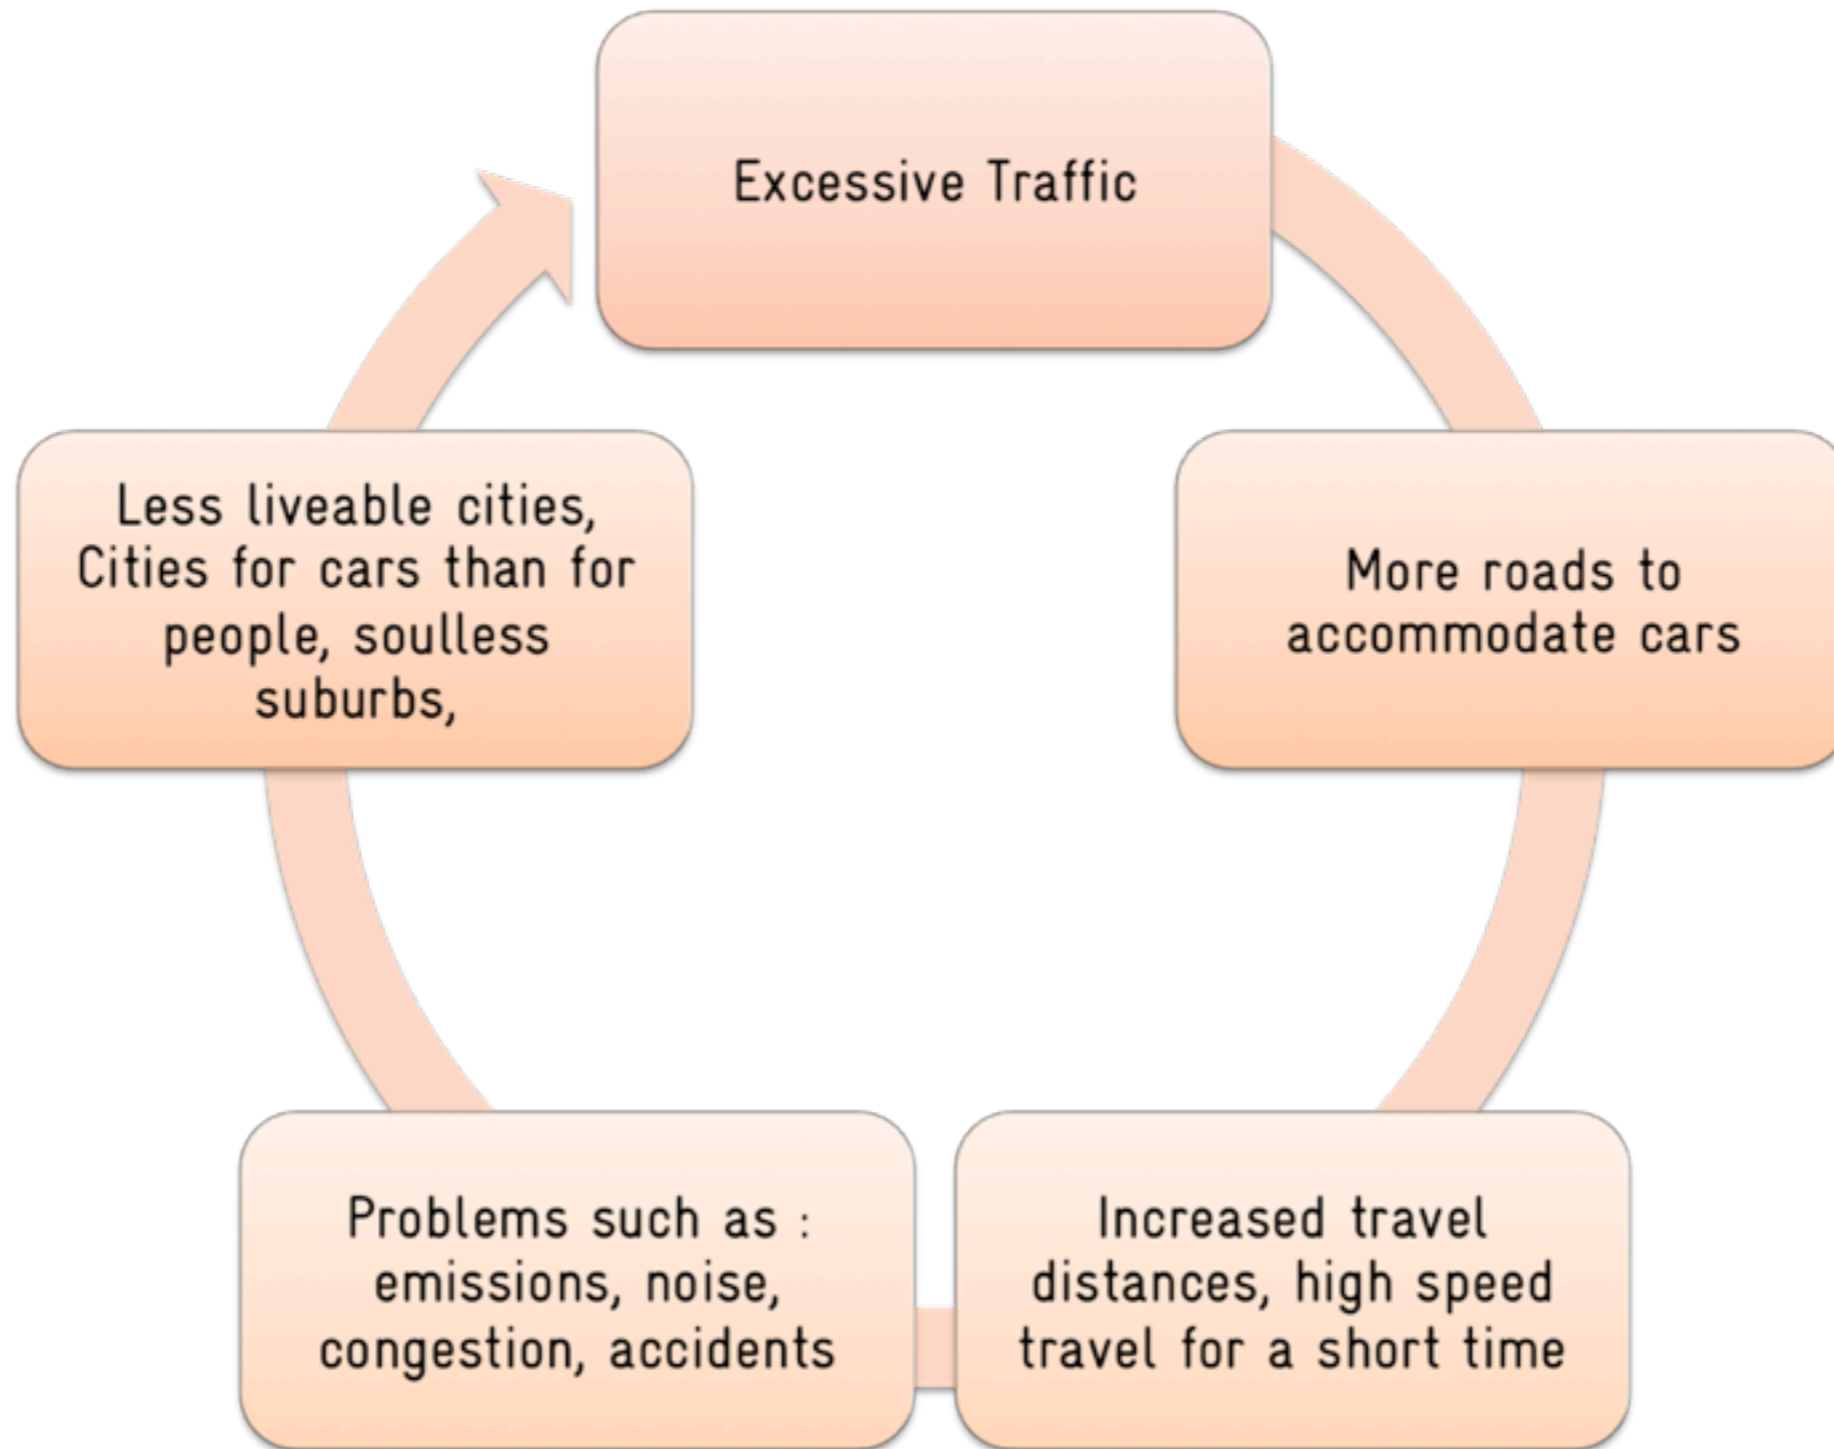 Excessive Traffic
More roads to
accommodate cars
Increased travel
distances, high speed
travel for a short time
Problems such as :
emissions, noise,
congestion, accidents
Less liveable cities,
Cities for cars than for
people, soulless
suburbs,